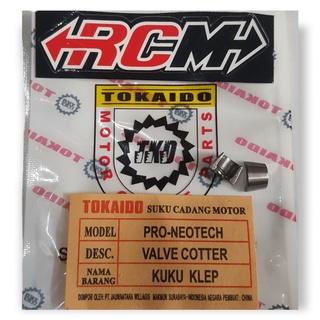 RCM
TOKAIDO
MOTOR
PARTS
TKD
TOKAIDO SUKU CADANG MOTOR
MODEL PRO-NEOTECH
DESC. VALVE COTTER
NAMA BARANG KUKU KLEP